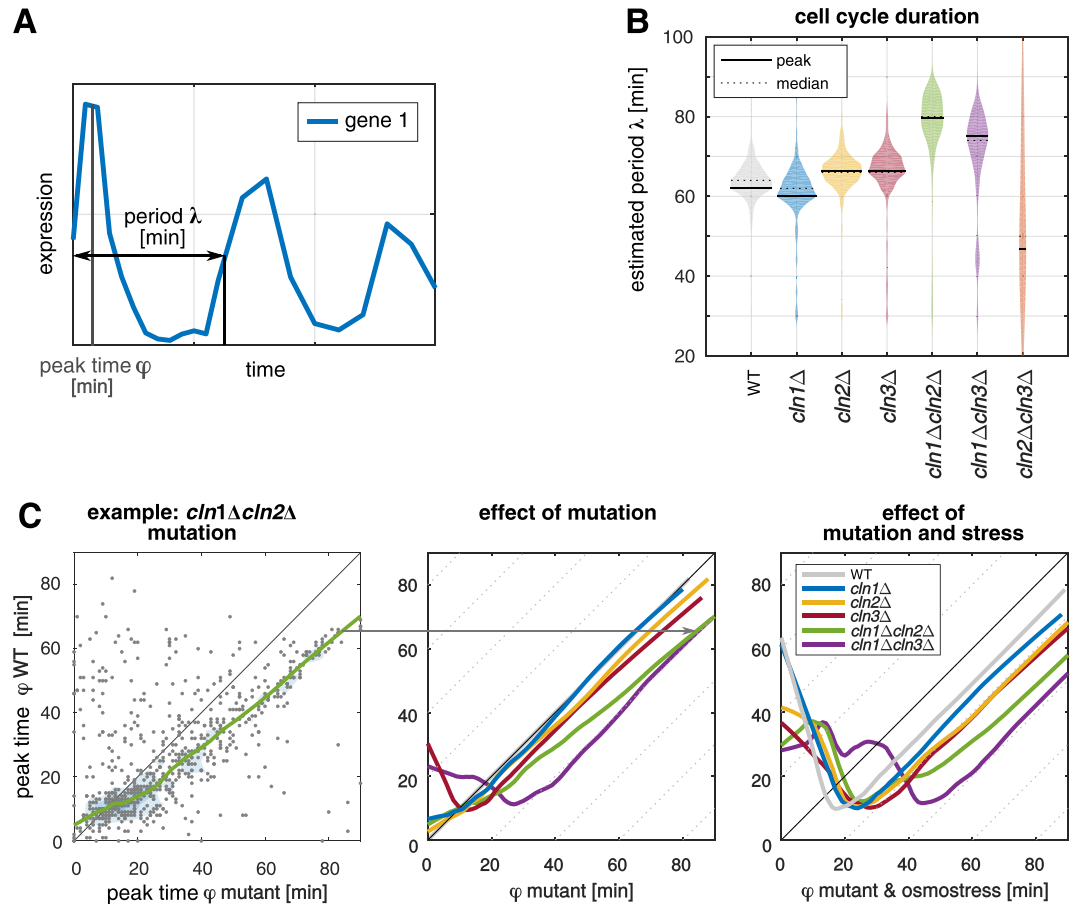 A
gene 1
expression
period λ
[min]
peak time φ
[min]
time
B
cell cycle duration
estimated period λ [min]
100
80
60
40
20
peak
median
WT
cln1Δ
cln2Δ
cln3Δ
cln1Δcln2Δ
cln1Δcln3Δ
cln2Δcln3Δ
C
example: cln1Δcln2Δ
mutation
peak time φ WT [min]
80
60
40
20
0
0 20 40 60 80
peak time φ mutant [min]
effect of mutation
80
60
40
20
0
0 20 40 60 80
φ mutant [min]
effect of
mutation and stress
WT
cln1Δ
cln2Δ
cln3Δ
cln1Δcln2Δ
cln1Δcln3Δ
80
60
40
20
0
0 20 40 60 80
φ mutant & osmostress [min]